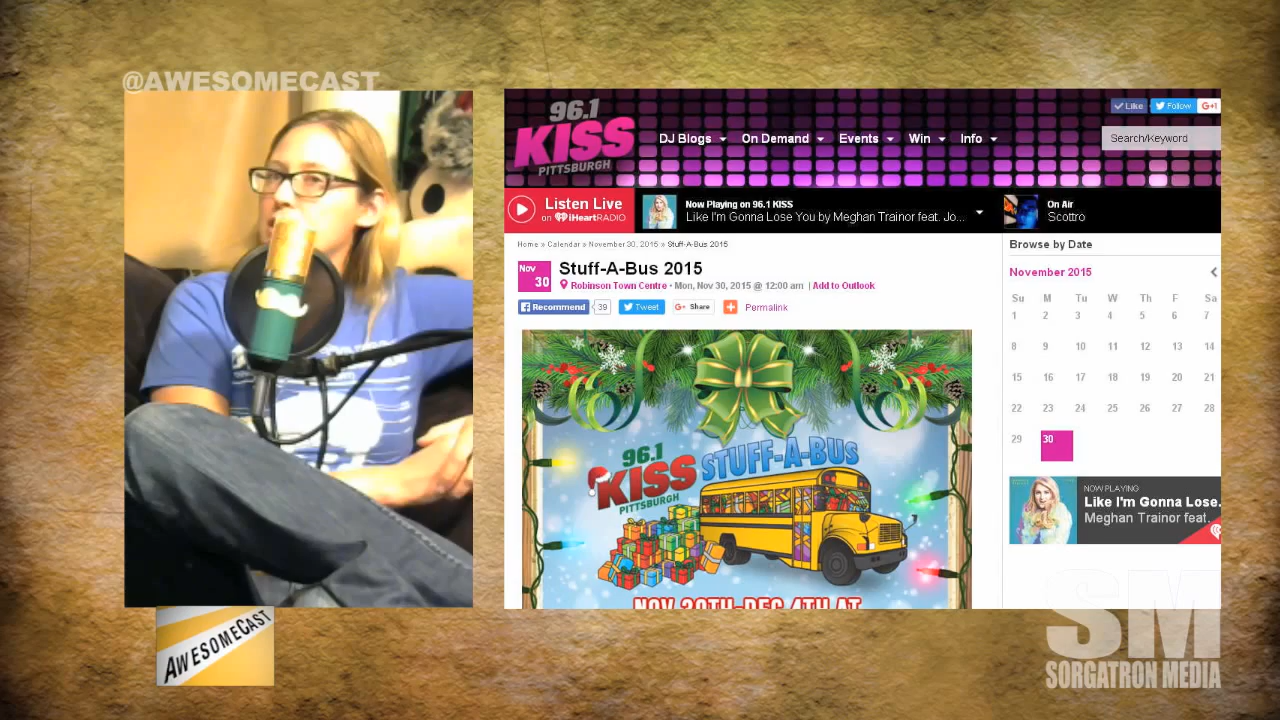 @AWESOMECAST
96.1
KISS
PITTSBURGH
DJ Blogs
On Demand
Events
Win
Info
Like
Follow
G+1
Search/Keyword
Listen Live
on iHeartRADIO
Now Playing on 96.1 KISS
Like I'm Gonna Lose You by Meghan Trainor feat. Jo...
On Air
Scottro
Home » Calendar » November 30, 2015 » Stuff-A-Bus 2015
Nov
30
Stuff-A-Bus 2015
Robinson Town Centre • Mon, Nov 30, 2015 @ 12:00 am | Add to Outlook
Recommend 39 Tweet G+ Share Permalink
96.1
KISS
PITTSBURGH
STUFF-A-BUS
NOV 30TH-DEC 4TH AT
Browse by Date
November 2015
Su M Tu W Th F Sa
1 2 3 4 5 6 7
8 9 10 11 12 13 14
15 16 17 18 19 20 21
22 23 24 25 26 27 28
29 30
NOW PLAYING
Like I'm Gonna Lose.
Meghan Trainor feat.
AWESOMECAST
SM
SORGATRON MEDIA